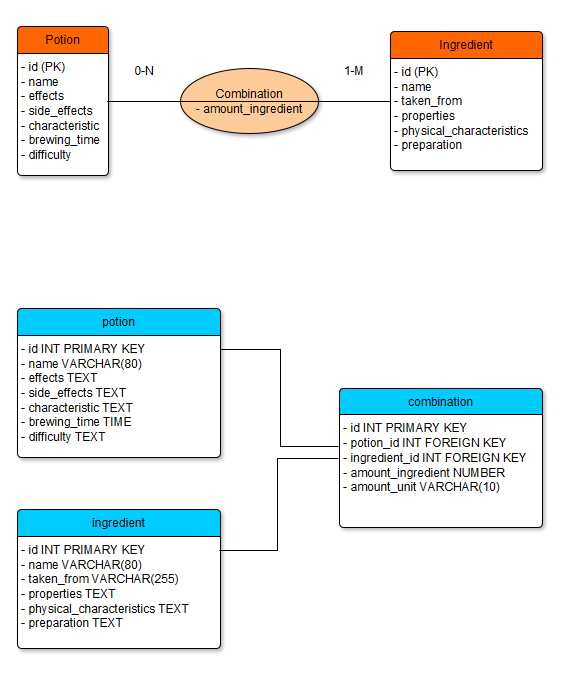 Potion
- id (PK)
- name
- effects
- side_effects
- characteristic
- brewing_time
- difficulty
0-N
Combination
- amount_ingredient
1-M
Ingredient
- id (PK)
- name
- taken_from
- properties
- physical_characteristics
- preparation
potion
- id INT PRIMARY KEY
- name VARCHAR(80)
- effects TEXT
- side_effects TEXT
- characteristic TEXT
- brewing_time TIME
- difficulty TEXT
combination
- id INT PRIMARY KEY
- potion_id INT FOREIGN KEY
- ingredient_id INT FOREIGN KEY
- amount_ingredient NUMBER
- amount_unit VARCHAR(10)
ingredient
- id INT PRIMARY KEY
- name VARCHAR(80)
- taken_from VARCHAR(255)
- properties TEXT
- physical_characteristics TEXT
- preparation TEXT